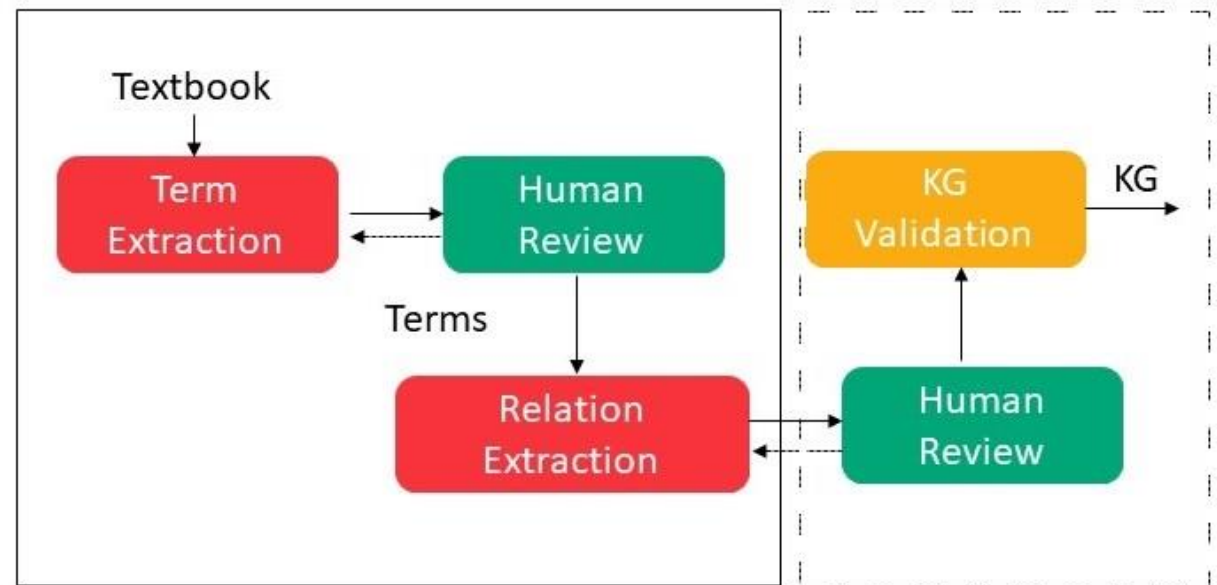 Textbook
Term
Extraction
Human
Review
Terms
Relation
Extraction
KG
Validation
KG
Human
Review